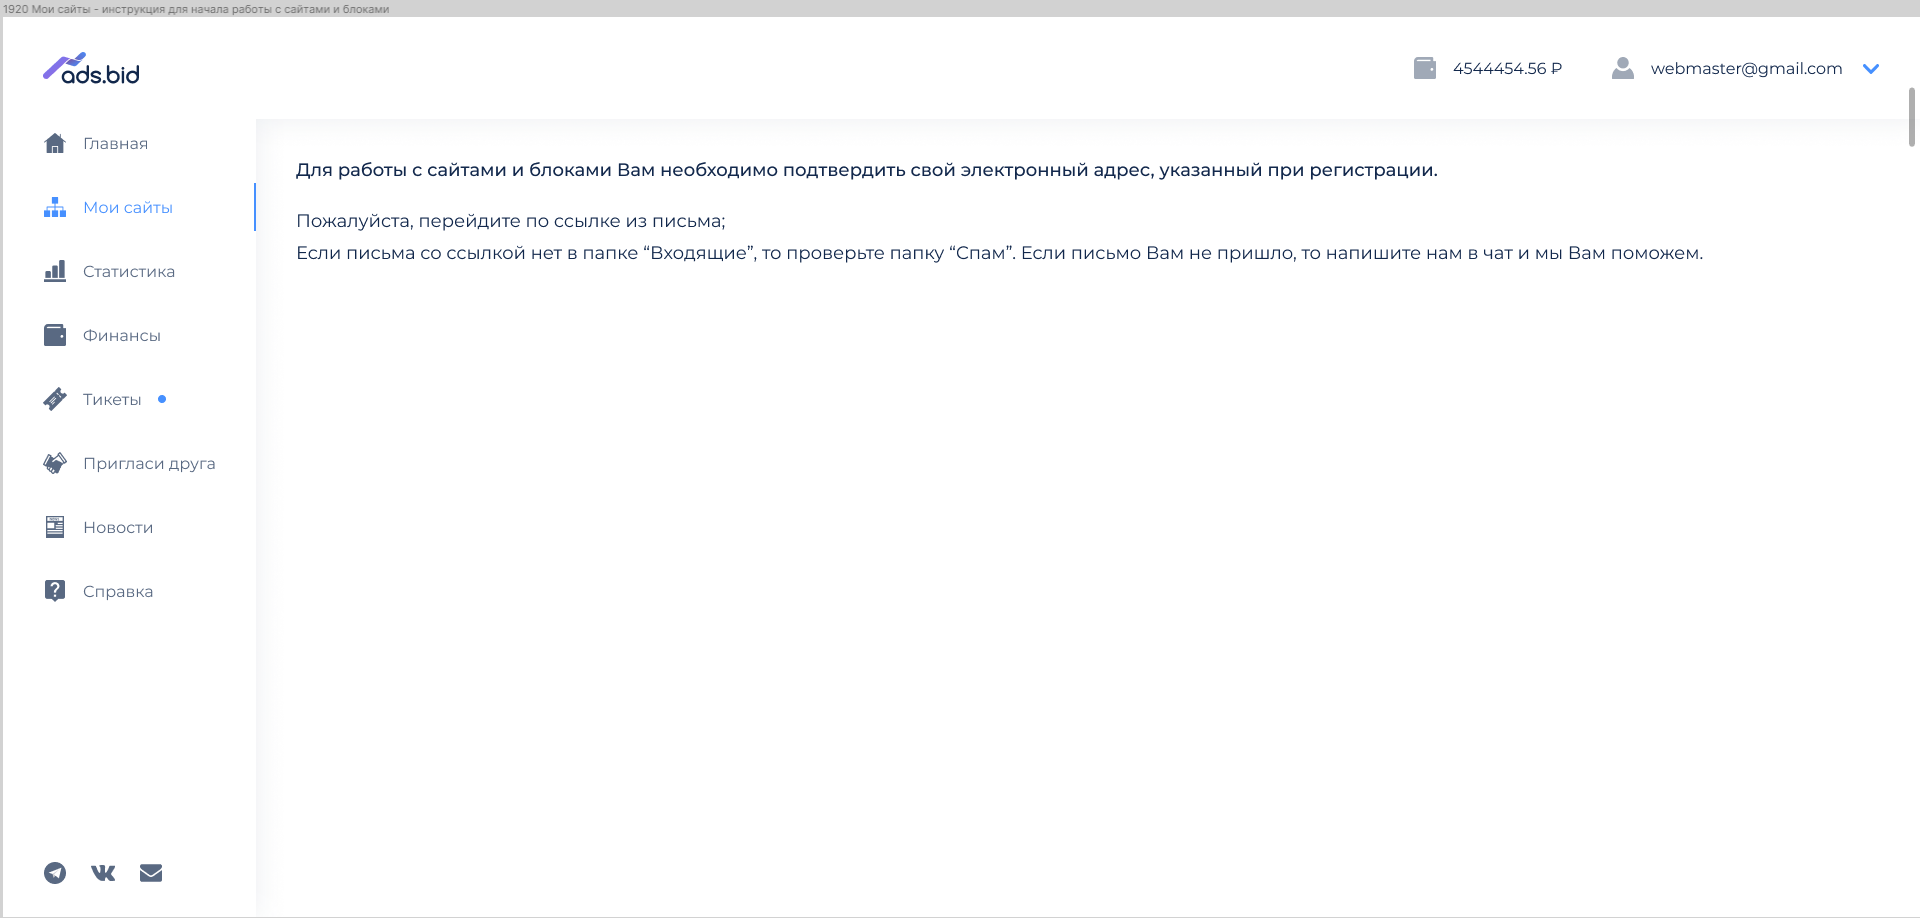 1920 Мои сайты - инструкция для начала работы с сайтами и блоками
ads.bid
4544454.56 ₽
webmaster@gmail.com
Главная
Мои сайты
Статистика
Финансы
Тикеты
Пригласи друга
Новости
Справка
Для работы с сайтами и блоками Вам необходимо подтвердить свой электронный адрес, указанный при регистрации.
Пожалуйста, перейдите по ссылке из письма;
Если письма со ссылкой нет в папке “Входящие”, то проверьте папку “Спам”. Если письмо Вам не пришло, то напишите нам в чат и мы Вам поможем.